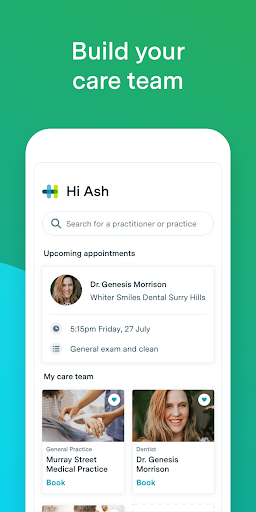 Build your
care team
Hi Ash
Search for a practitioner or practice
Upcoming appointments
Dr. Genesis Morrison
Whiter Smiles Dental Surry Hills
5:15pm Friday, 27 July
General exam and clean
My care team
General Practice
Murray Street
Medical Practice
Book
Dentist
Dr. Genesis
Morrison
Book